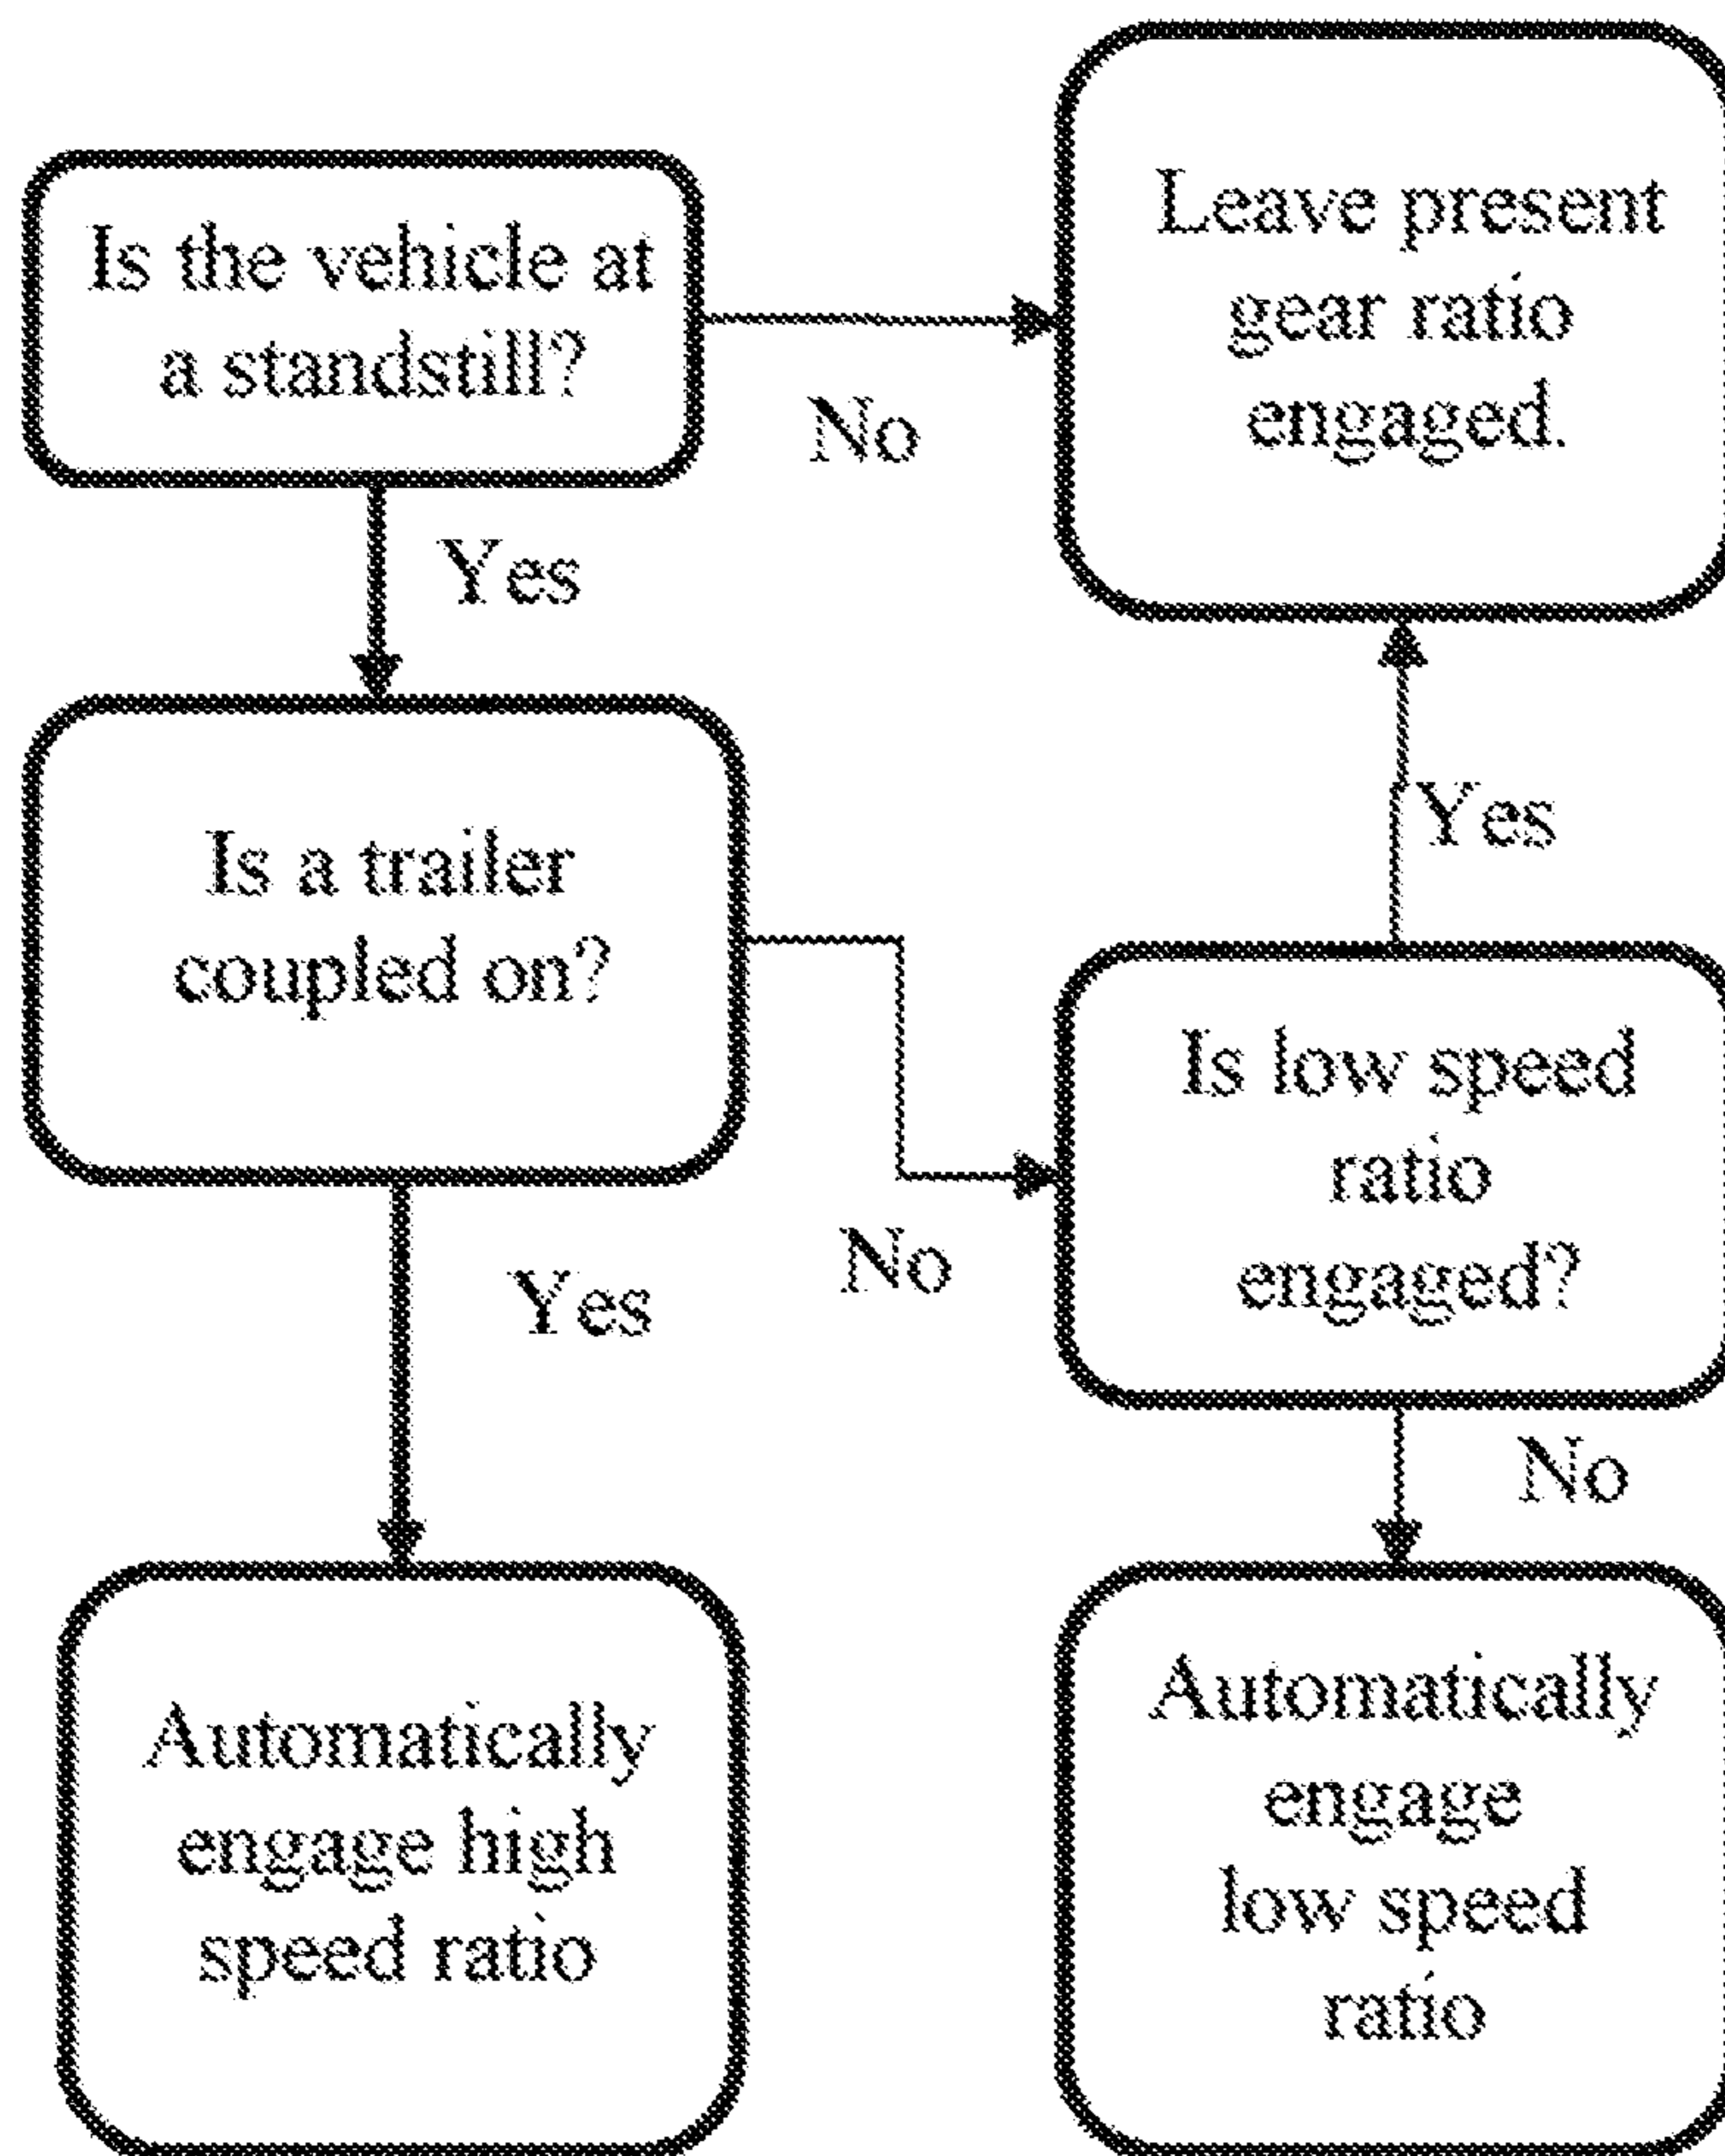 Is the vehicle at
a standstill?
No
Leave present
gear ratio
engaged.
Yes
Is a trailer
coupled on?
No
Is low speed
ratio
engaged?
Yes
Yes
No
Automatically
engage high
speed ratio
Automatically
engage
low speed
ratio